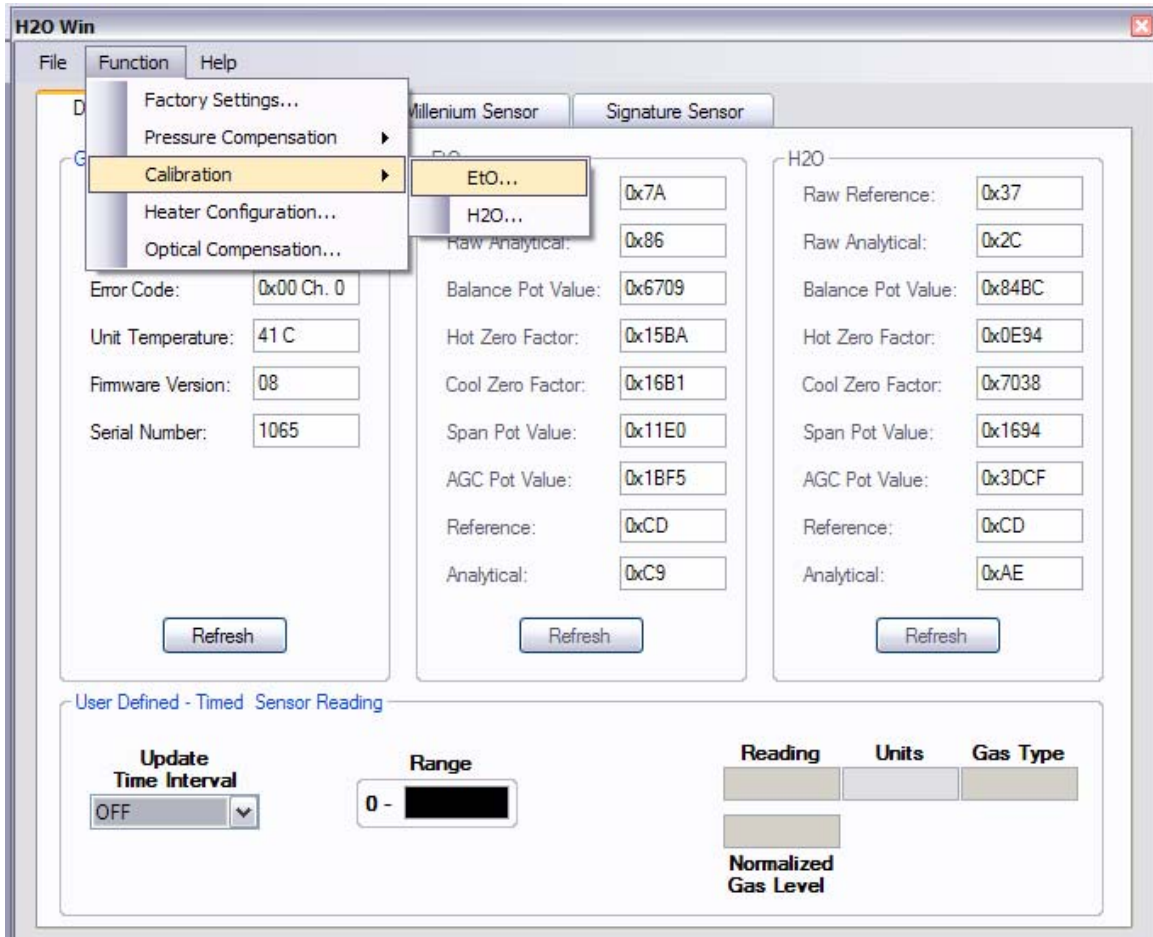 H2O Win
File Function Help
Factory Settings...
Pressure Compensation
Calibration
Heater Configuration...
Optical Compensation...
EtO...
H2O...
D
Millenium Sensor
Signature Sensor
G
Error Code: 0x00 Ch. 0
Unit Temperature: 41 C
Firmware Version: 08
Serial Number: 1065
Refresh
0x7A
Raw Analytical: 0x86
Balance Pot Value: 0x6709
Hot Zero Factor: 0x15BA
Cool Zero Factor: 0x16B1
Span Pot Value: 0x11E0
AGC Pot Value: 0x1BF5
Reference: 0xCD
Analytical: 0xC9
Refresh
H2O
Raw Reference: 0x37
Raw Analytical: 0x2C
Balance Pot Value: 0x84BC
Hot Zero Factor: 0x0E94
Cool Zero Factor: 0x7038
Span Pot Value: 0x1694
AGC Pot Value: 0x3DCF
Reference: 0xCD
Analytical: 0xAE
Refresh
User Defined - Timed Sensor Reading
Update
Time Interval
OFF
Range
0 -
Reading Units Gas Type
Normalized
Gas Level